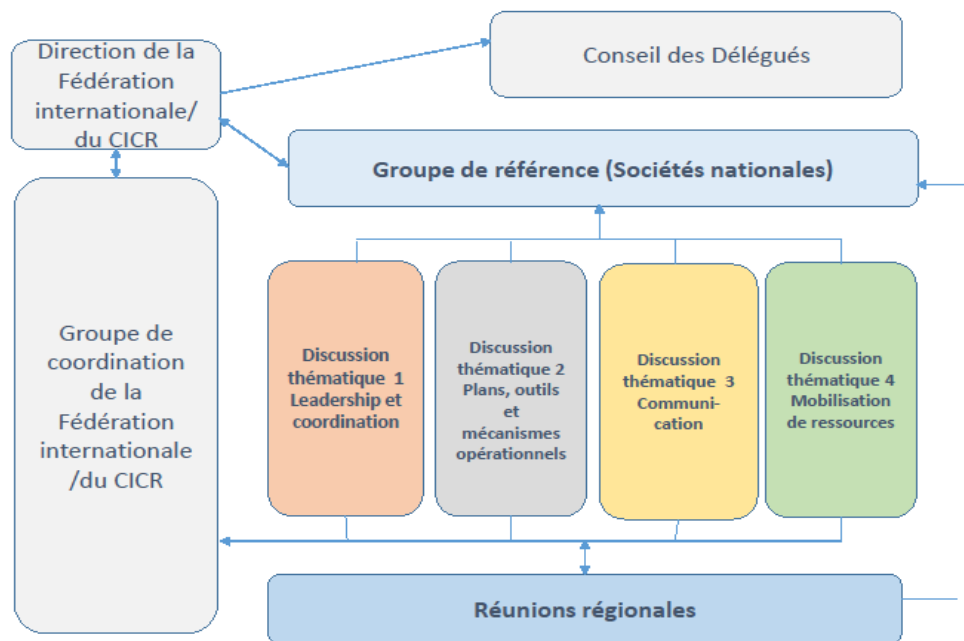 Direction de la
Fédération
internationale/
du CICR
Conseil des Délégués
Groupe de référence (Sociétés nationales)
Groupe de
coordination
de la
Fédération
internationale
/du CICR
Discussion
thématique 1
Leadership et
coordination
Discussion
thématique 2
Plans, outils
et
mécanismes
opérationnels
Discussion
thématique 3
Communi-
cation
Discussion
thématique 4
Mobilisation
de ressources
Réunions régionales